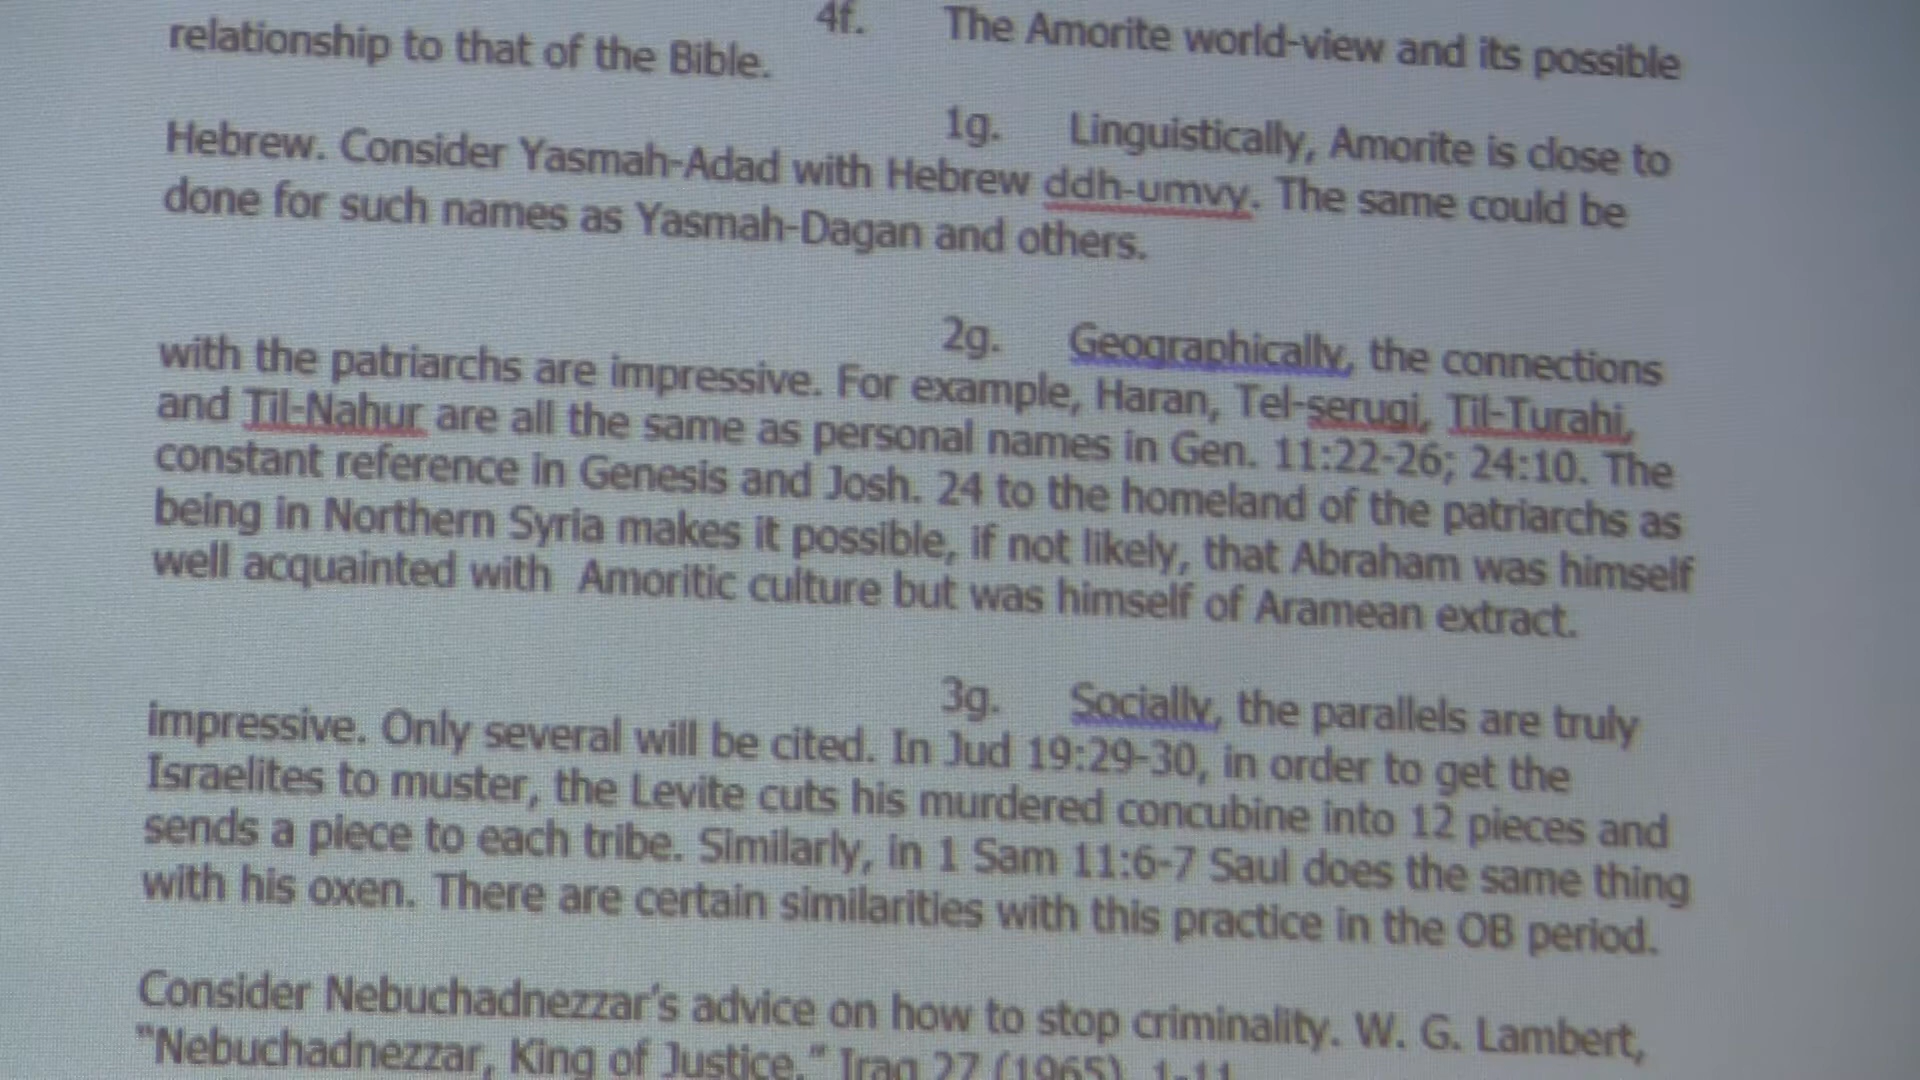 4f. The Amorite world-view and its possible
relationship to that of the Bible.
1g. Linguistically, Amorite is close to
Hebrew. Consider Yasmah-Adad with Hebrew ddh-umvy. The same could be
done for such names as Yasmah-Dagan and others.
2g. Geographically, the connections
with the patriarchs are impressive. For example, Haran, Tel-serugi, Til-Turahi,
and Til-Nahur are all the same as personal names in Gen. 11:22-26; 24:10. The
constant reference in Genesis and Josh. 24 to the homeland of the patriarchs as
being in Northern Syria makes it possible, if not likely, that Abraham was himself
well acquainted with Amoritic culture but was himself of Aramean extract.
3g. Socially, the parallels are truly
impressive. Only several will be cited. In Jud 19:29-30, in order to get the
Israelites to muster, the Levite cuts his murdered concubine into 12 pieces and
sends a piece to each tribe. Similarly, in 1 Sam 11:6-7 Saul does the same thing
with his oxen. There are certain similarities with this practice in the OB period.
Consider Nebuchadnezzar's advice on how to stop criminality. W. G. Lambert,
"Nebuchadnezzar, King of Justice," Iraq 27 (1965), 1-11